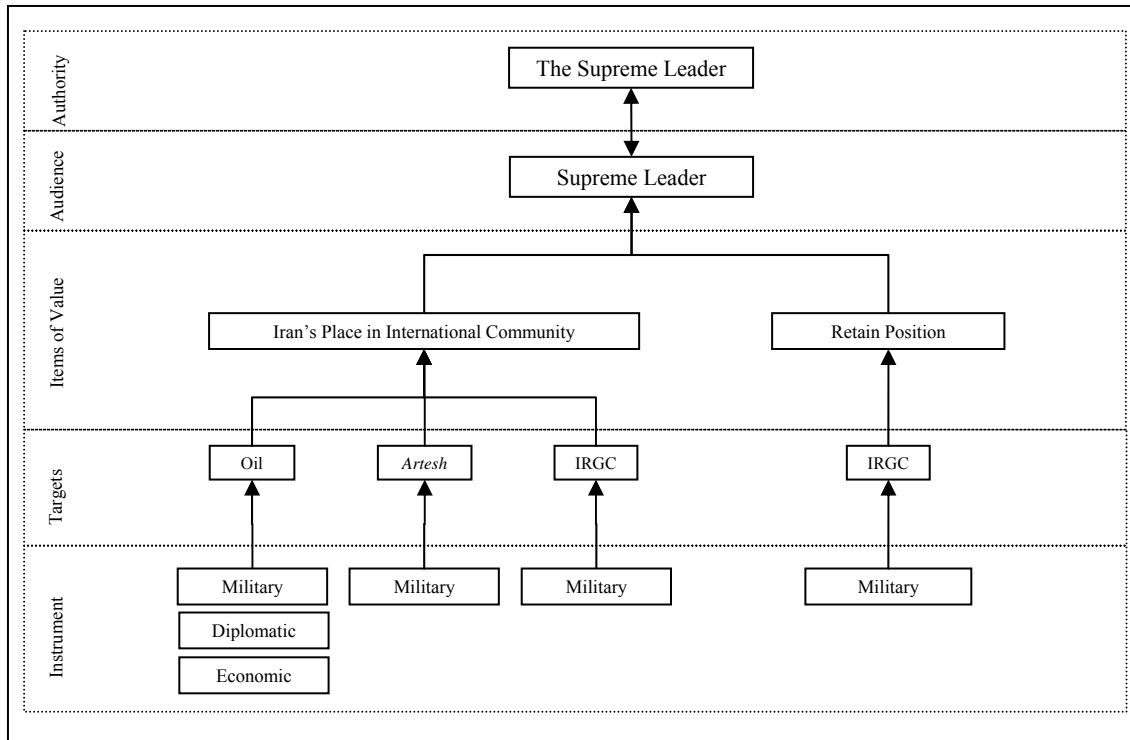 Authority
The Supreme Leader
Audience
Supreme Leader
Items of Value
Iran's Place in International Community
Retain Position
Targets
Oil
Artesh
IRGC
IRGC
Instrument
Military
Military
Military
Military
Diplomatic
Economic